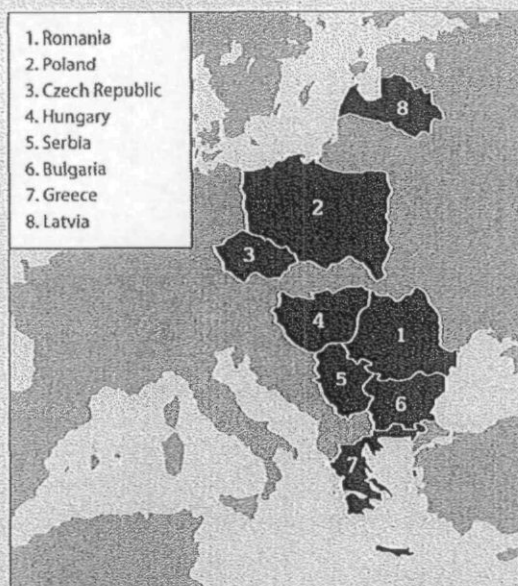 1. Romania
2. Poland
3. Czech Republic
4. Hungary
5. Serbia
6. Bulgaria
7. Greece
8. Latvia
8
2
3
4
1
5
6
7